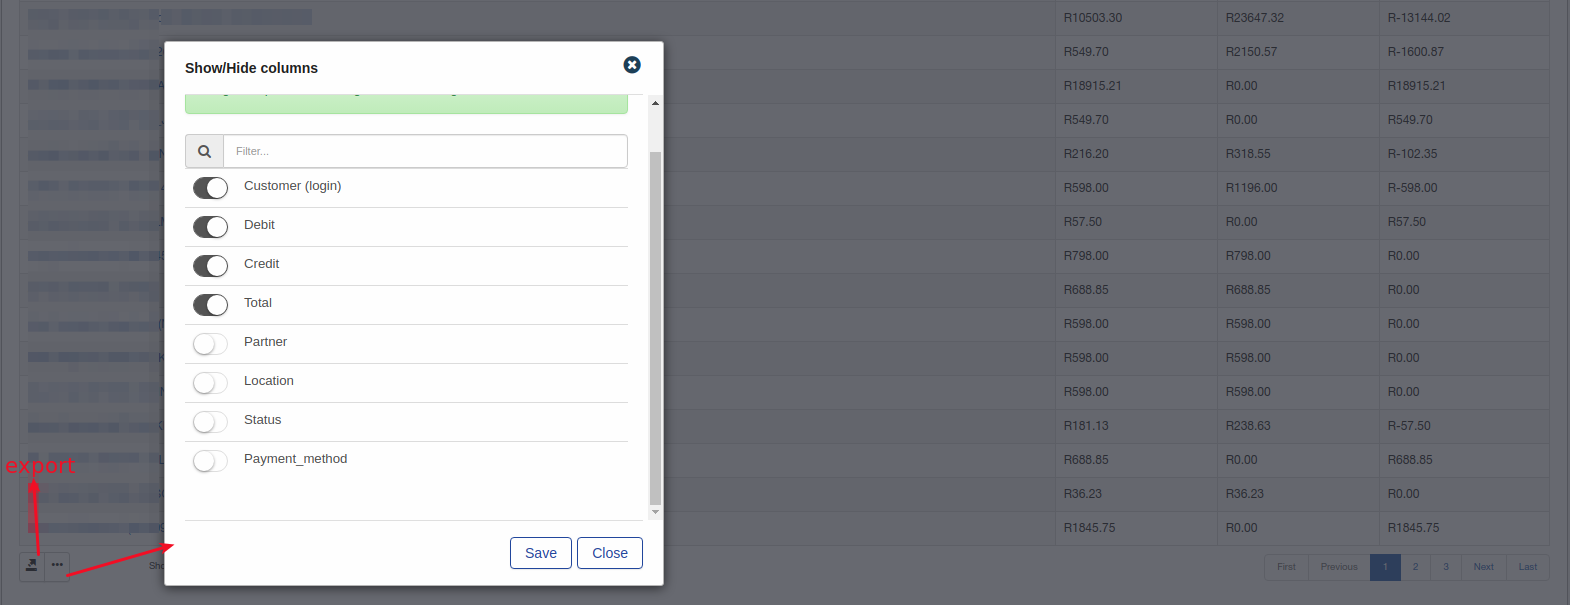 R10503.30 R23647.32 R-13144.02
R549.70 R2150.57 R-1600.87
R18915.21 R0.00 R18915.21
R549.70 R0.00 R549.70
R216.20 R318.55 R-102.35
R598.00 R1196.00 R-598.00
R57.50 R0.00 R57.50
R798.00 R798.00 R0.00
R688.85 R688.85 R0.00
R598.00 R598.00 R0.00
R598.00 R598.00 R0.00
R598.00 R598.00 R0.00
R181.13 R238.63 R-57.50
R688.85 R0.00 R688.85
R36.23 R36.23 R0.00
R1845.75 R0.00 R1845.75
Show/Hide columns
Filter...
Customer (login)
Debit
Credit
Total
Partner
Location
Status
Payment_method
Save Close
export
First Previous 1 2 3 Next Last